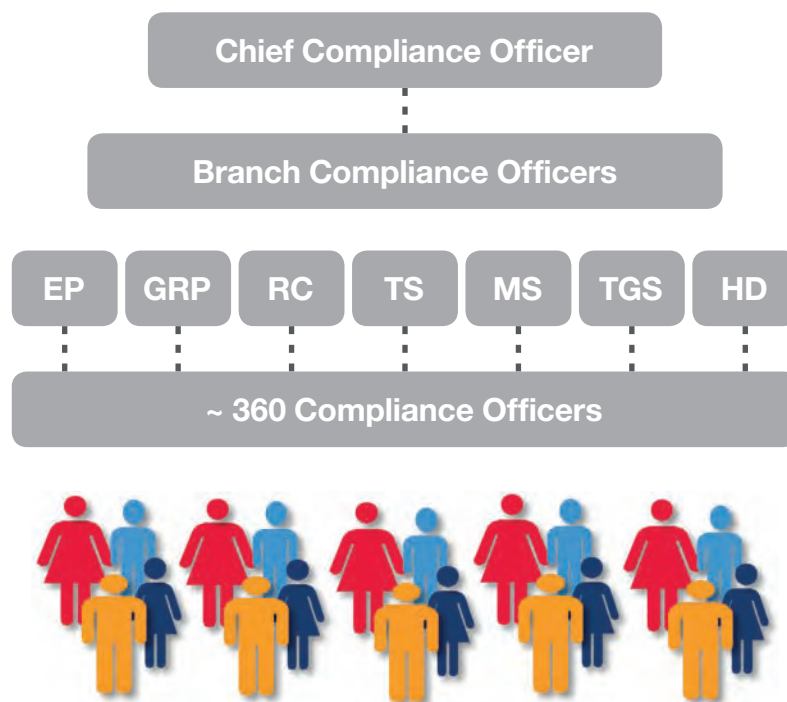 Chief Compliance Officer
Branch Compliance Officers
EP GRP RC TS MS TGS HD
~ 360 Compliance Officers